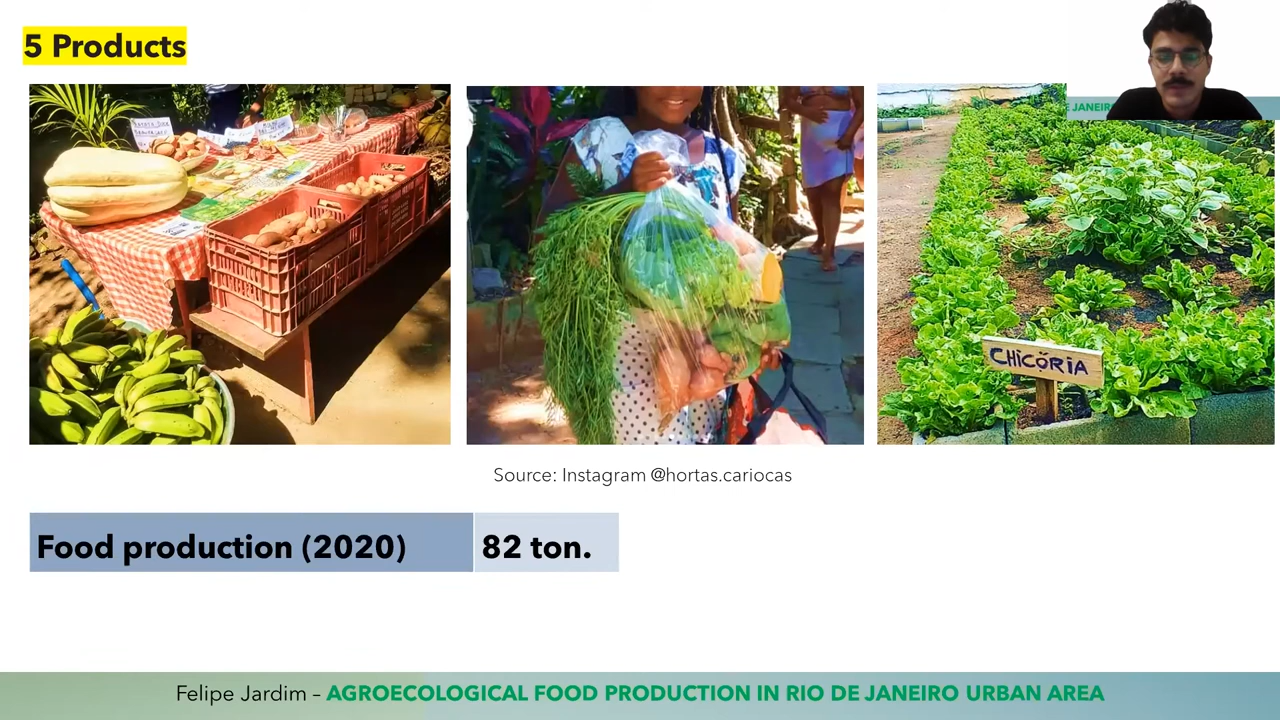 5 Products
JANEIRO
CHICÓRIA
Source: Instagram @hortas.cariocas
Food production (2020) 82 ton.
Felipe Jardim – AGROECOLOGICAL FOOD PRODUCTION IN RIO DE JANEIRO URBAN AREA